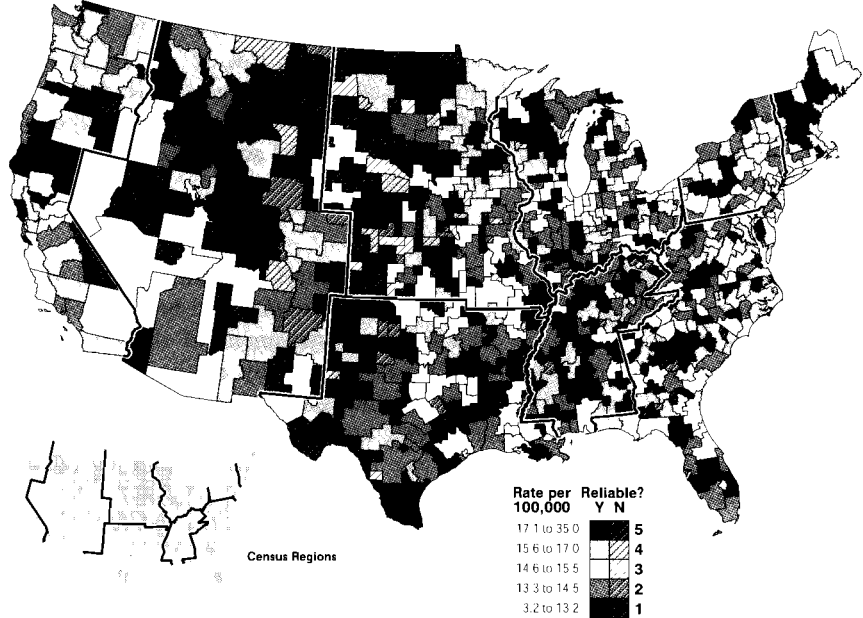 Census Regions
Rate per Reliable?
100,000 Y N
17 1 to 35 0 5
15 6 to 17 0 4
14 6 to 15 5 3
13 3 to 14 5 2
3.2 to 13 2 1